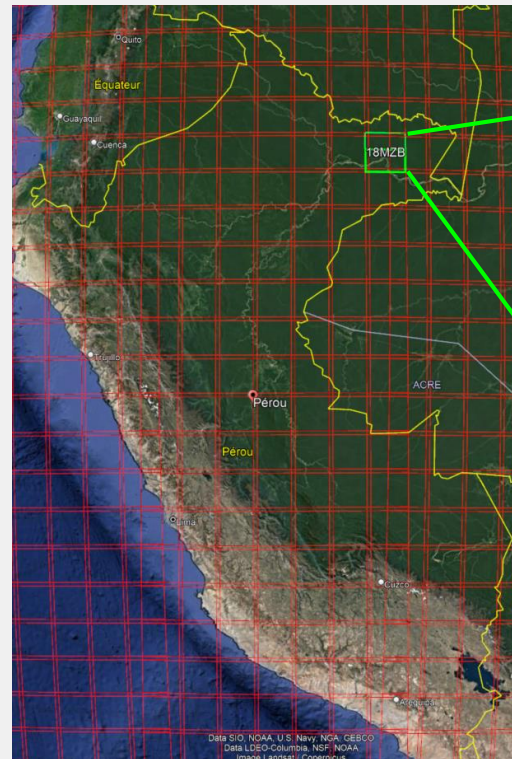 Quito
Équateur
Guayaquil
Cuenca
18MZB
Trujillo
ACRE
Pérou
Pérou
Lima
Cuzco
Arequipa
Data SIO, NOAA, U.S. Navy, NGA, GEBCO
Data LDEO-Columbia, NSF, NOAA
Image Landsat / Copernicus